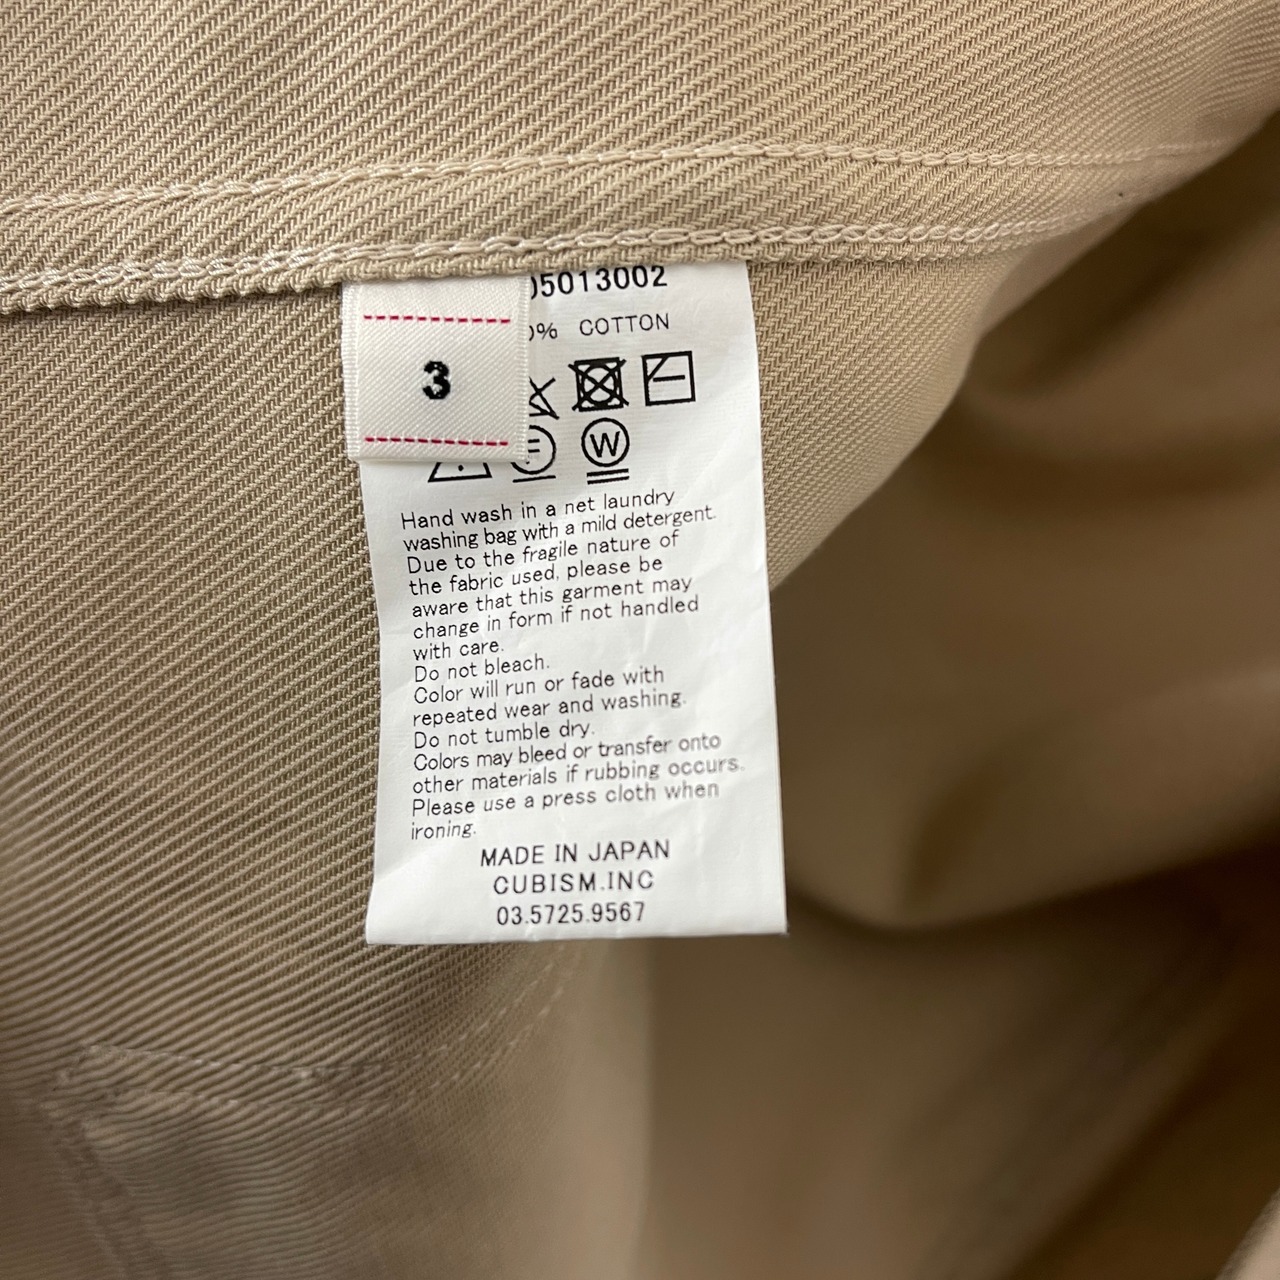 3
5013002
% COTTON
F
W
Hand wash in a net laundry
washing bag with a mild detergent.
Due to the fragile nature of
the fabric used, please be
aware that this garment may
change in form if not handled
with care.
Do not bleach.
Color will run or fade with
repeated wear and washing.
Do not tumble dry.
Colors may bleed or transfer onto
other materials if rubbing occurs.
Please use a press cloth when
ironing.
MADE IN JAPAN
CUBISM.INC
03.5725.9567